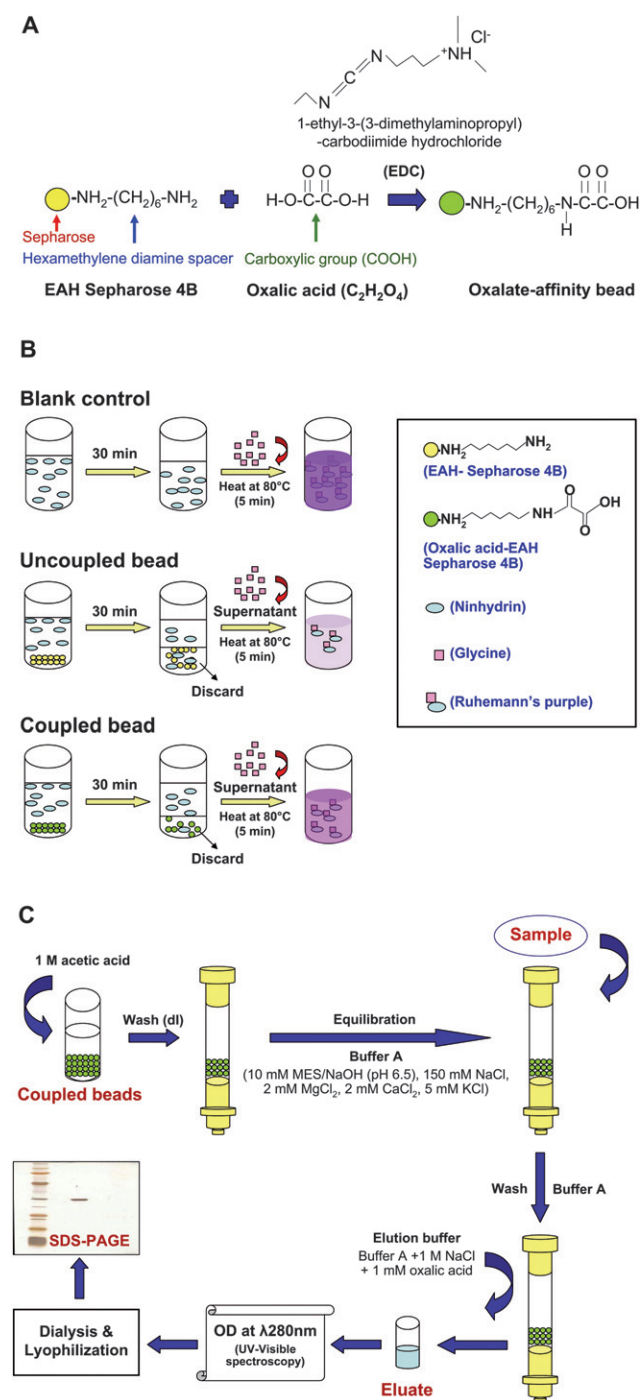 A
Cl⁻
N
⁺NH
N
1-ethyl-3-(3-dimethylaminopropyl)
-carbodiimide hydrochloride
O O
(EDC)
O O
-NH₂-(CH₂)₆-NH₂
H-O-C-C-O-H
-NH₂-(CH₂)₆-N-C-C-OH
H
Sepharose
Hexamethylene diamine spacer
Carboxylic group (COOH)
EAH Sepharose 4B
Oxalic acid (C₂H₂O₄)
Oxalate-affinity bead
B
Blank control
30 min
Heat at 80°C
(5 min)
Uncoupled bead
30 min
Supernatant
Heat at 80°C
(5 min)
Discard
Coupled bead
30 min
Supernatant
Heat at 80°C
(5 min)
Discard
NH₂
NH₂
(EAH- Sepharose 4B)
O
OH
NH₂
NH
O
(Oxalic acid-EAH
Sepharose 4B)
(Ninhydrin)
(Glycine)
(Ruhemann's purple)
C
Sample
1 M acetic acid
Wash (dI)
Coupled beads
Equilibration
Buffer A
(10 mM MES/NaOH (pH 6.5), 150 mM NaCl,
2 mM MgCl₂, 2 mM CaCl₂, 5 mM KCl)
Wash
Buffer A
Elution buffer
Buffer A +1 M NaCl
+ 1 mM oxalic acid
SDS-PAGE
Dialysis &
Lyophilization
OD at λ280nm
(UV-Visible
spectroscopy)
Eluate